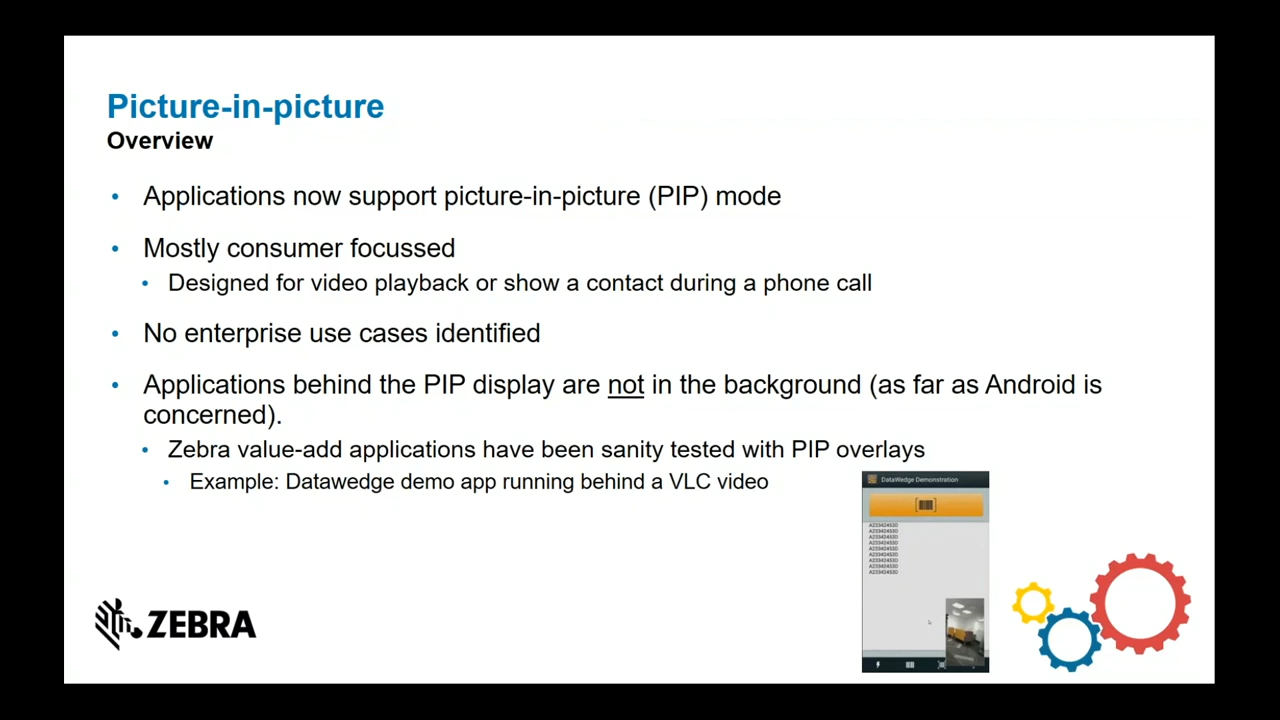 Picture-in-picture
Overview
• Applications now support picture-in-picture (PIP) mode
• Mostly consumer focussed
• Designed for video playback or show a contact during a phone call
• No enterprise use cases identified
• Applications behind the PIP display are not in the background (as far as Android is
concerned).
• Zebra value-add applications have been sanity tested with PIP overlays
• Example: Datawedge demo app running behind a VLC video
DataWedge Demonstration
ZEBRA